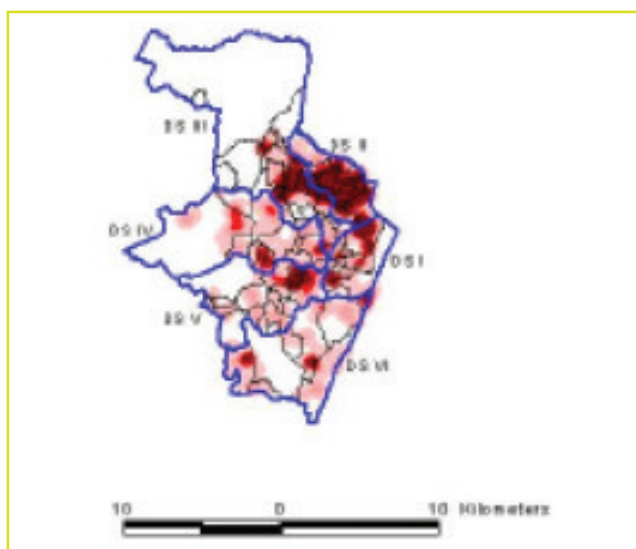 DS III
DS II
DS IV
DS I
DS V
DS VI
10 0 10 Kilometers